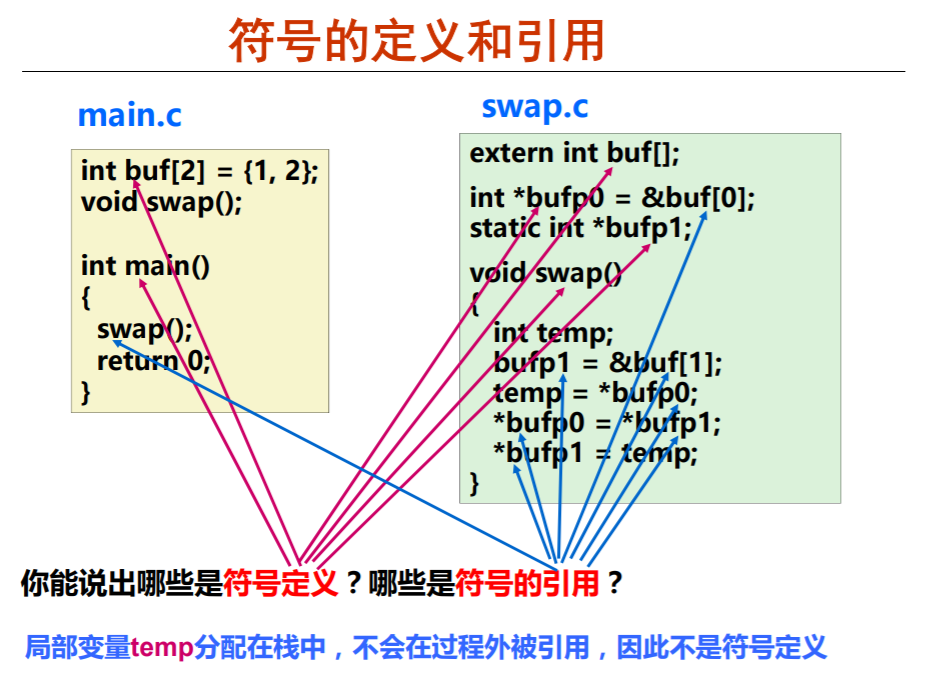 符号的定义和引用
main.c
int buf[2] = {1, 2};
void swap();
int main()
{
swap();
return 0;
}
swap.c
extern int buf[];
int *bufp0 = &buf[0];
static int *bufp1;
void swap()
{
int temp;
bufp1 = &buf[1];
temp = *bufp0;
*bufp0 = *bufp1;
*bufp1 = temp;
}
你能说出哪些是符号定义？哪些是符号的引用？
局部变量temp分配在栈中，不会在过程外被引用，因此不是符号定义